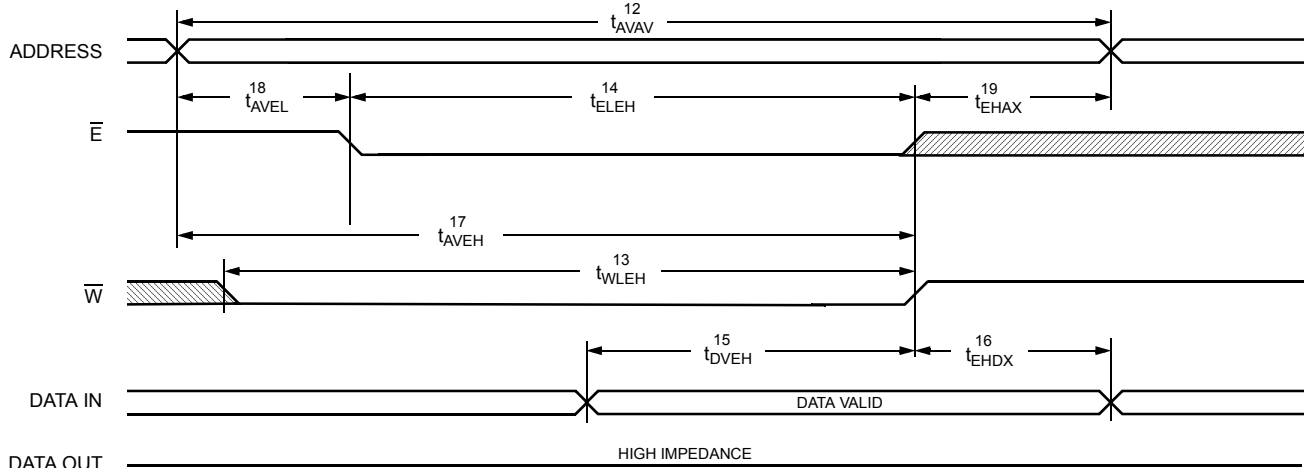 12
tAVAV
ADDRESS
18
tAVEL
14
tELEH
19
tEHAX
E
17
tAVEH
13
tWLEH
W
15
tDVEH
16
tEHDX
DATA IN
DATA VALID
HIGH IMPEDANCE
DATA OUT